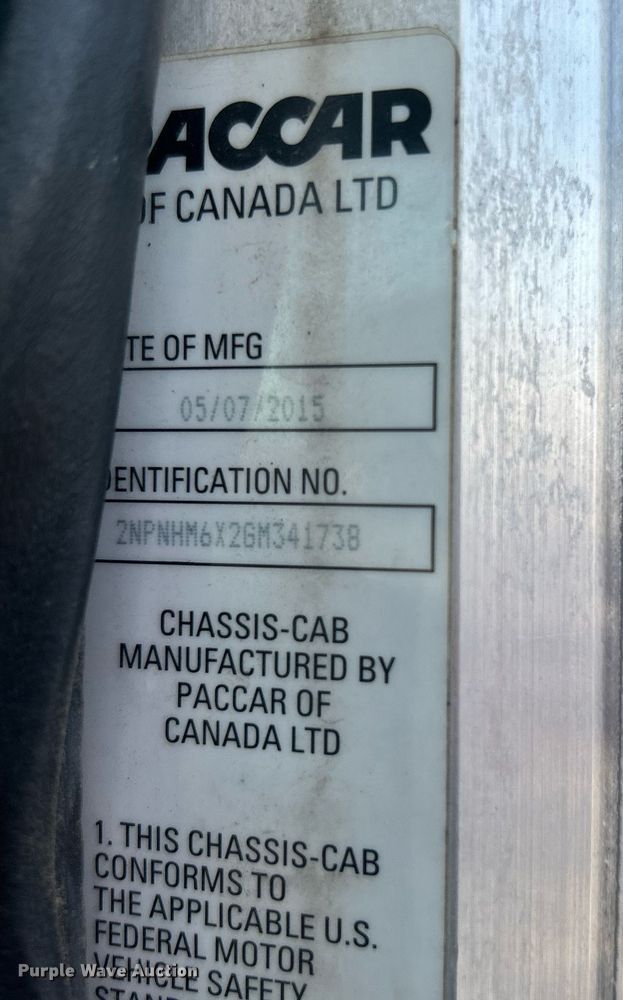 PACCAR
OF CANADA LTD
TE OF MFG
05/07/2015
DENTIFICATION NO.
2NPNHM6X2GM341738
CHASSIS-CAB
MANUFACTURED BY
PACCAR OF
CANADA LTD
1. THIS CHASSIS-CAB
CONFORMS TO
THE APPLICABLE U.S.
FEDERAL MOTOR
VEHICLE SAFETY
Purple Wave Auction